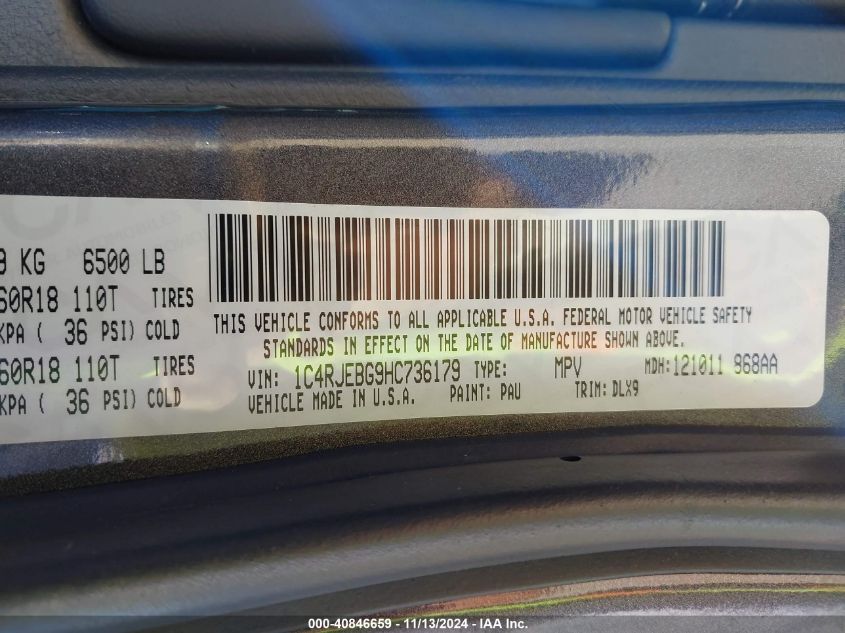 8 KG 6500 LB
60R18 110T TIRES
KPA ( 36 PSI) COLD
60R18 110T TIRES
KPA ( 36 PSI) COLD
THIS VEHICLE CONFORMS TO ALL APPLICABLE U.S.A. FEDERAL MOTOR VEHICLE SAFETY
STANDARDS IN EFFECT ON THE DATE OF MANUFACTURE SHOWN ABOVE.
VIN: 1C4RJEBG9HC736179 TYPE: MPV MDH:121011 968AA
VEHICLE MADE IN U.S.A. PAINT: PAU TRIM: DLX9
000-40846659 - 11/13/2024 - IAA Inc.